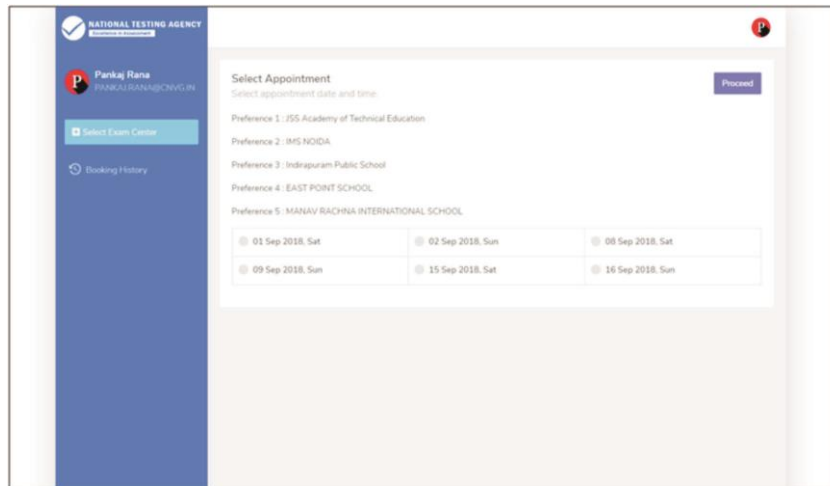 NATIONAL TESTING AGENCY
Excellence in Assessment
P
P
Pankaj Rana
PANKAJ.RANA@CNVG.IN
Select Exam Center
Booking History
Select Appointment
Proceed
Select appointment date and time
Preference 1 : JSS Academy of Technical Education
Preference 2 : IMS NOIDA
Preference 3 : Indirapuram Public School
Preference 4 : EAST POINT SCHOOL
Preference 5 : MANAV RACHNA INTERNATIONAL SCHOOL
01 Sep 2018, Sat 02 Sep 2018, Sun 08 Sep 2018, Sat
09 Sep 2018, Sun 15 Sep 2018, Sat 16 Sep 2018, Sun